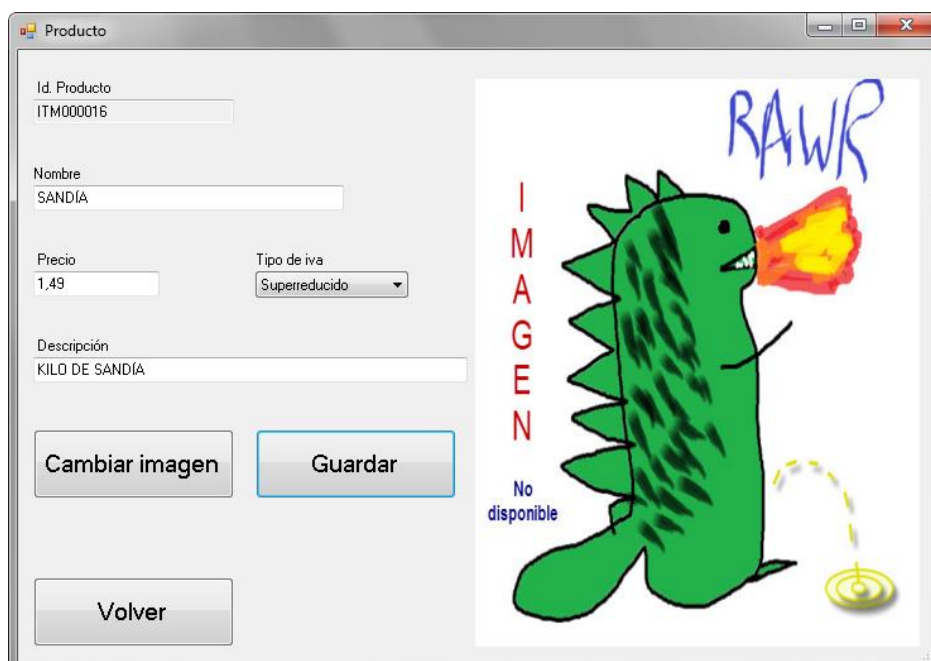 Producto
Id. Producto
ITM000016
Nombre
SANDÍA
Precio
Tipo de iva
1,49
Superreducido
Descripción
KILO DE SANDÍA
Cambiar imagen
Guardar
Volver
RAWR
IMAGEN
No
disponible